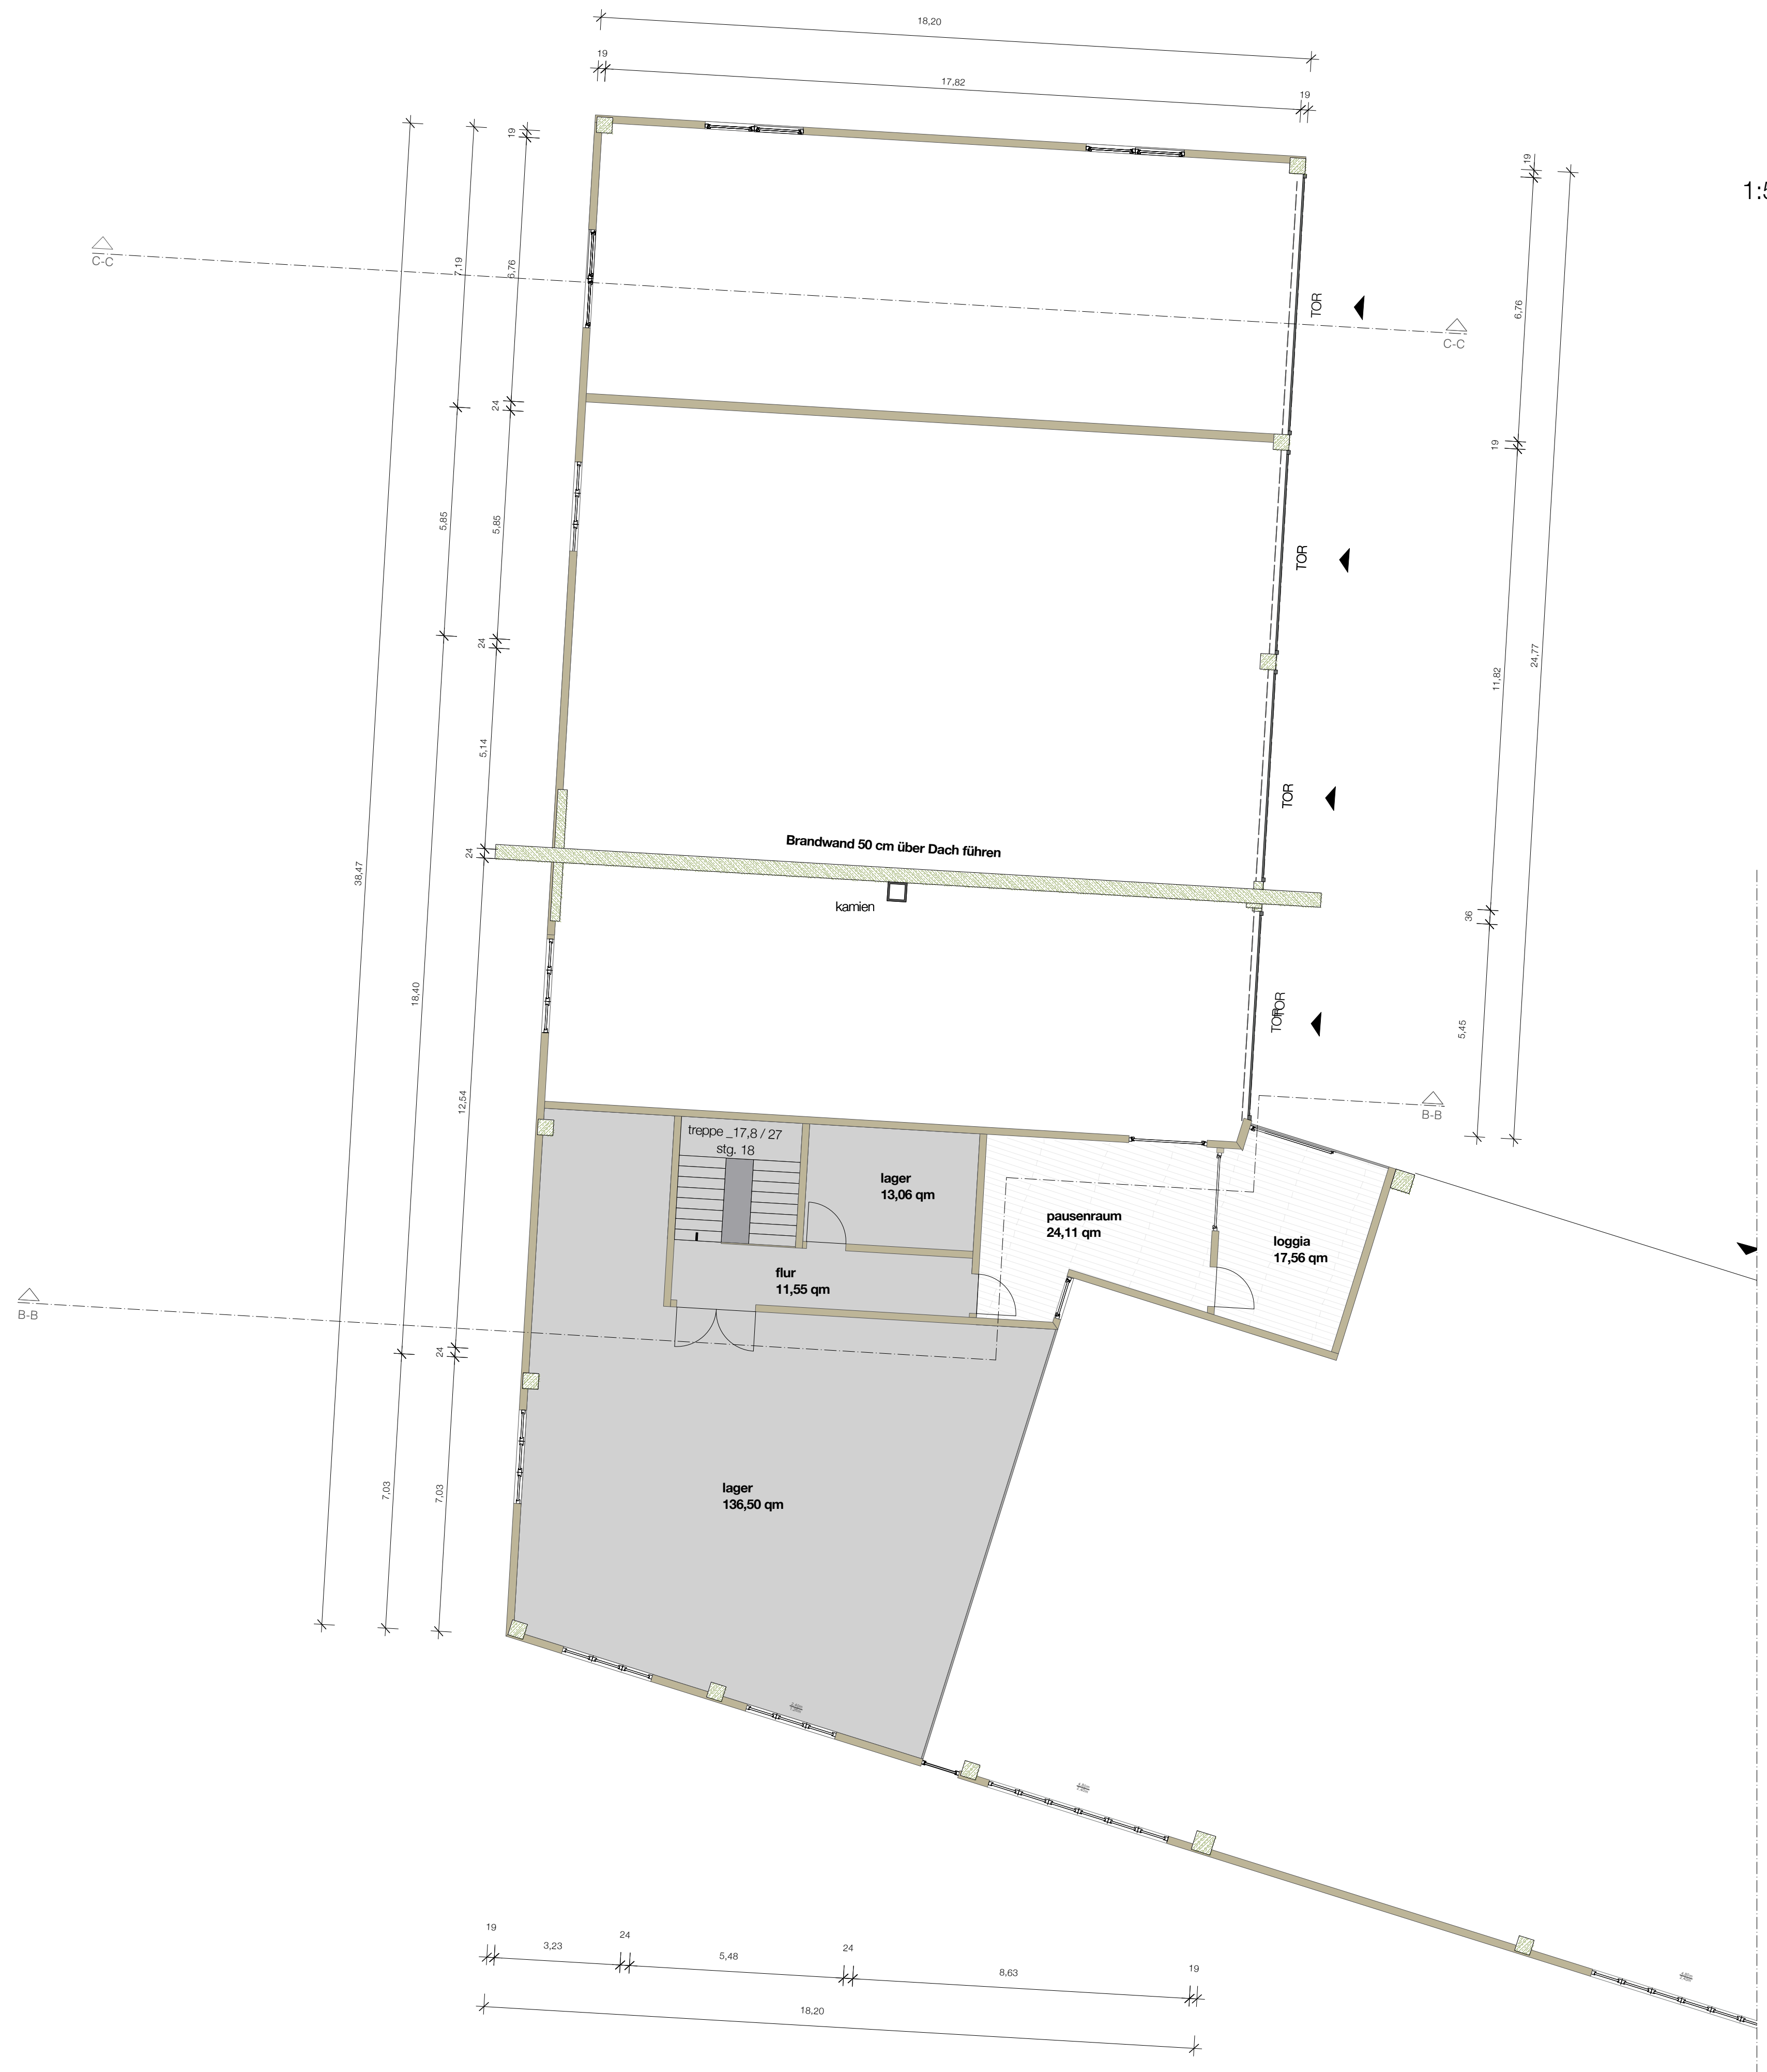 18,20
19
17,82
19
19
19
1:5
C-C
7,19
6,76
6,76
TOR
C-C
24
19
5,85
5,85
TOR
24
24,77
11,82
5,14
TOR
Brandwand 50 cm über Dach führen
24
38,47
kamien
36
18,40
TOR
TOR
5,45
12,54
B-B
treppe _17,8 / 27
stg. 18
lager
13,06 qm
pausenraum
24,11 qm
loggia
17,56 qm
flur
11,55 qm
B-B
24
7,03
7,03
lager
136,50 qm
19
3,23
24
5,48
24
8,63
19
18,20